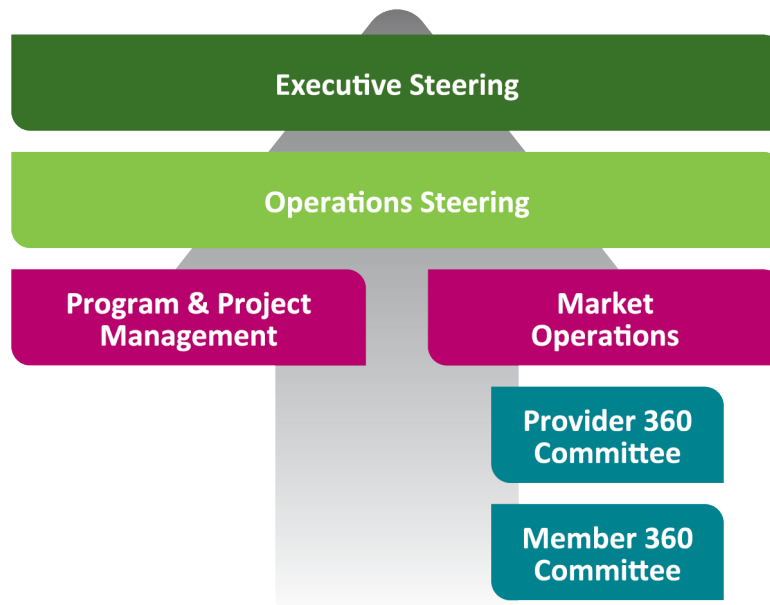 Executive Steering
Operations Steering
Program & Project
Management
Market
Operations
Provider 360
Committee
Member 360
Committee